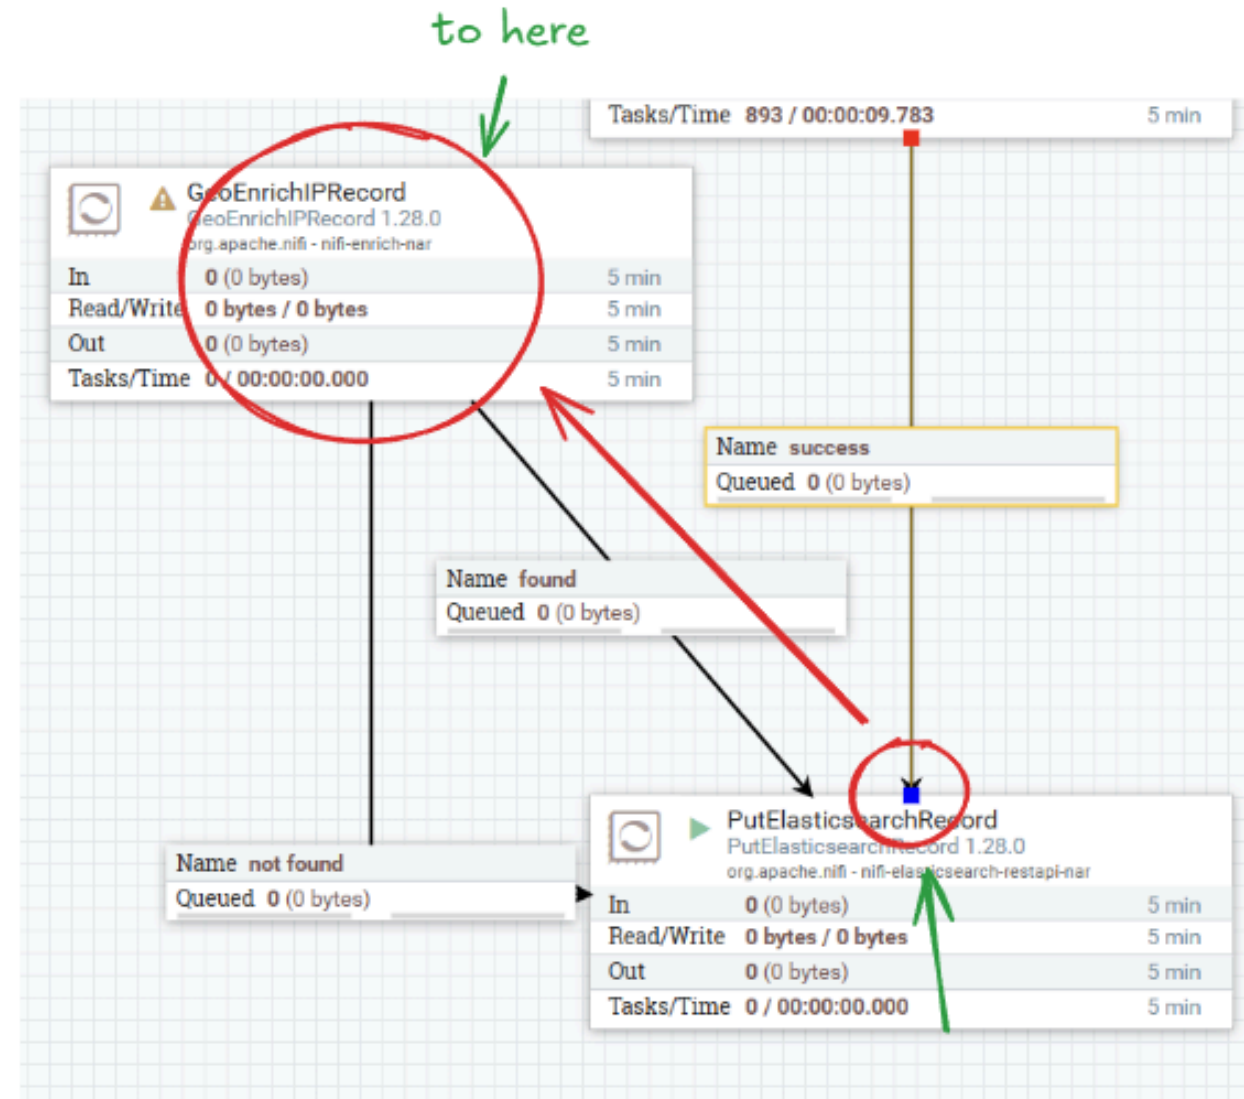 to here
Tasks/Time 893 / 00:00:09.783 5 min
GeoEnrichIPRecord
GeoEnrichIPRecord 1.28.0
org.apache.nifi - nifi-enrich-nar
In 0 (0 bytes) 5 min
Read/Write 0 bytes / 0 bytes 5 min
Out 0 (0 bytes) 5 min
Tasks/Time 0 / 00:00:00.000 5 min
Name success
Queued 0 (0 bytes)
Name found
Queued 0 (0 bytes)
Name not found
Queued 0 (0 bytes)
PutElasticsearchRecord
PutElasticsearchRecord 1.28.0
org.apache.nifi - nifi-elasticsearch-restapi-nar
In 0 (0 bytes) 5 min
Read/Write 0 bytes / 0 bytes 5 min
Out 0 (0 bytes) 5 min
Tasks/Time 0 / 00:00:00.000 5 min